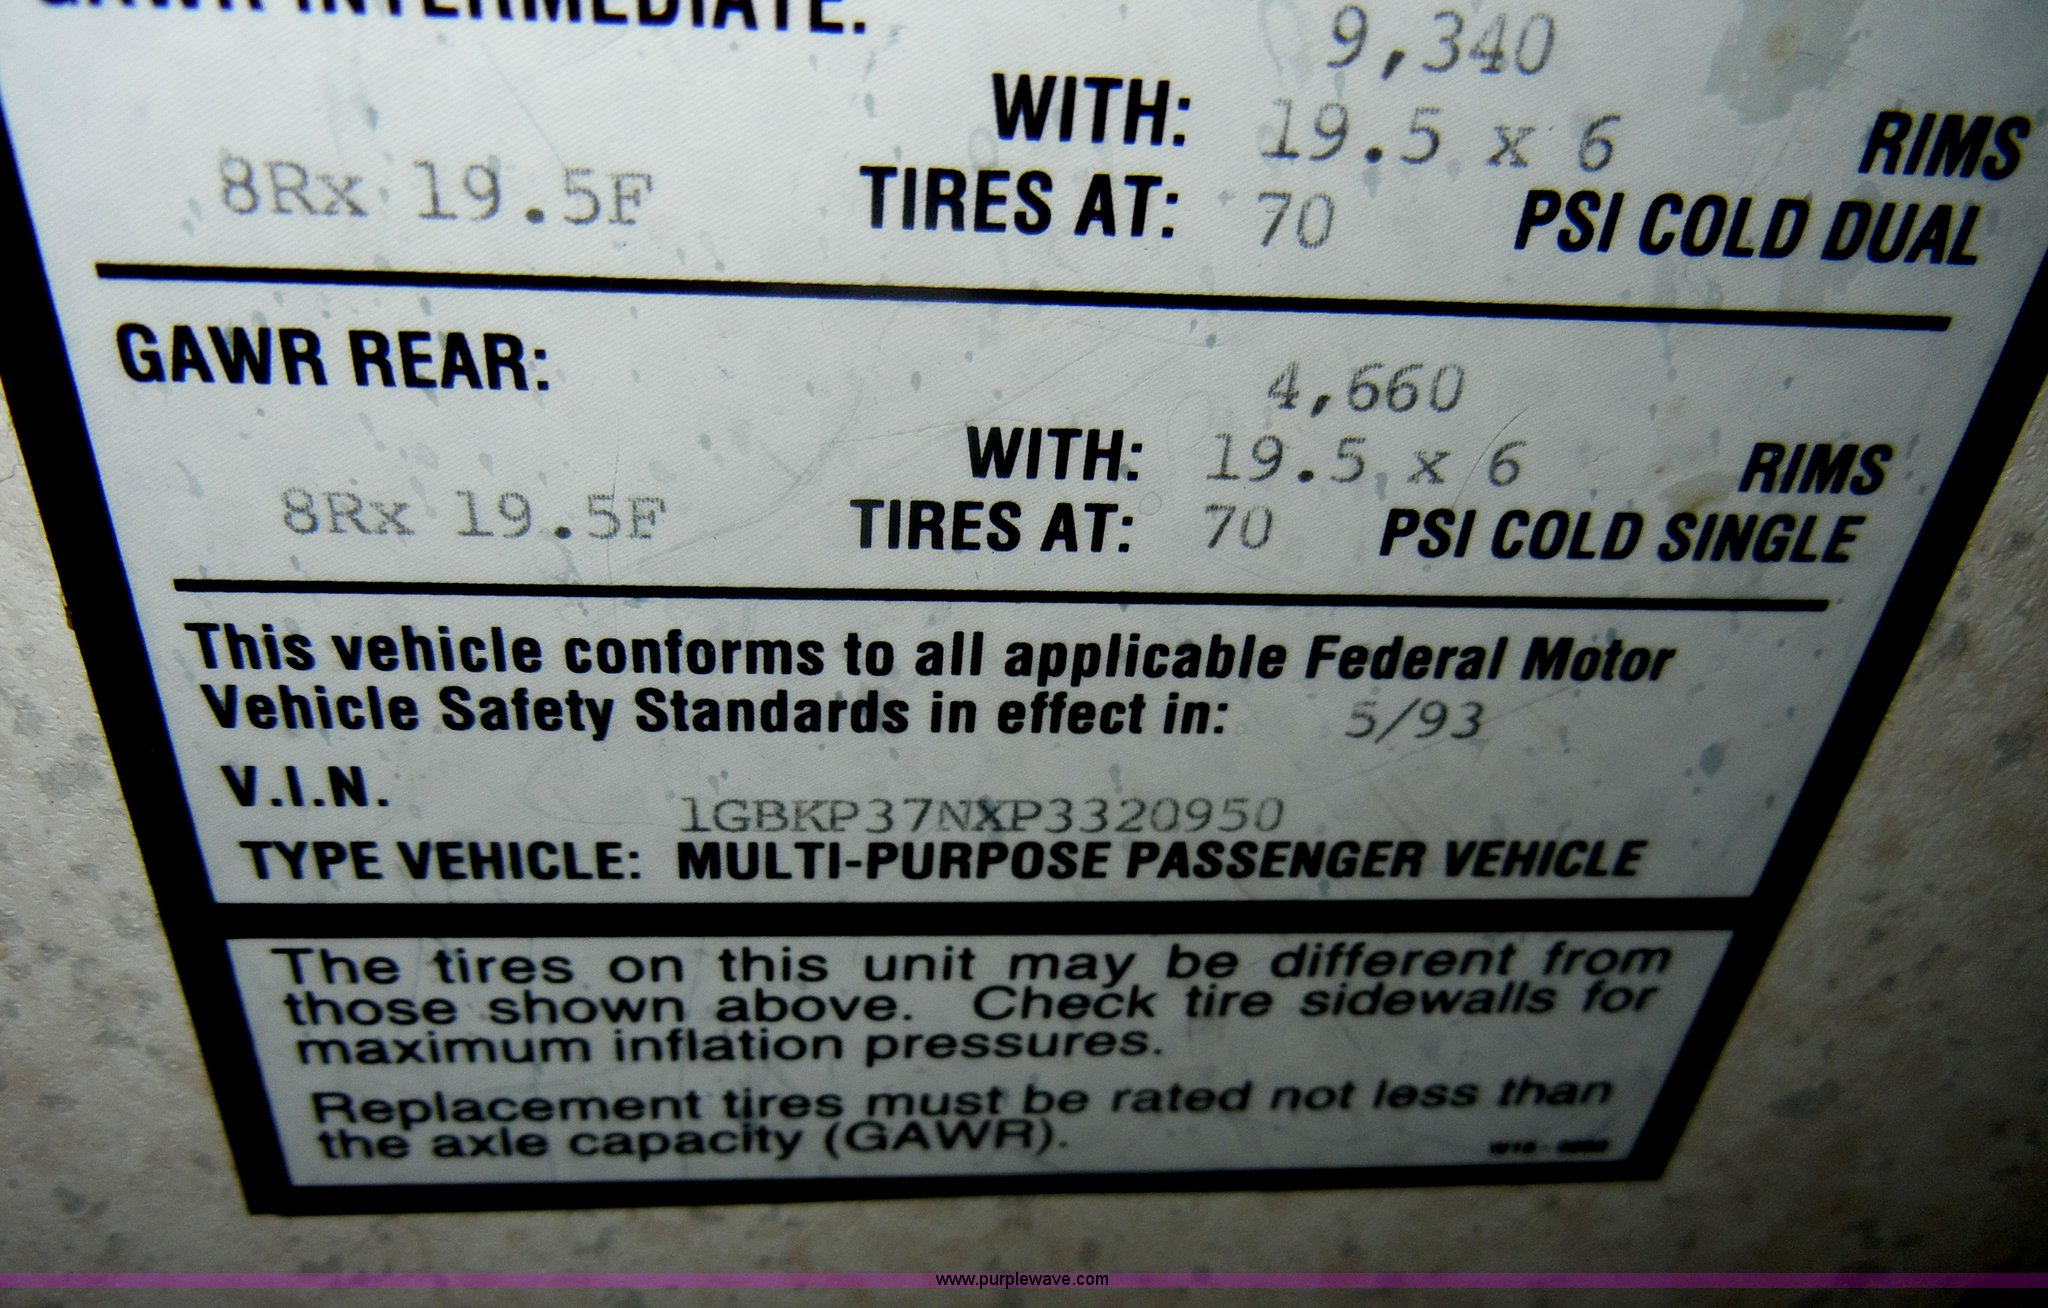 GAWR INTERMEDIATE:
9,340
WITH: 19.5 x 6 RIMS
8Rx 19.5F TIRES AT: 70 PSI COLD DUAL
GAWR REAR:
4,660
WITH: 19.5 x 6 RIMS
8Rx 19.5F TIRES AT: 70 PSI COLD SINGLE
This vehicle conforms to all applicable Federal Motor
Vehicle Safety Standards in effect in: 5/93
V.I.N. 1GBKP37NXP3320950
TYPE VEHICLE: MULTI-PURPOSE PASSENGER VEHICLE
The tires on this unit may be different from
those shown above. Check tire sidewalls for
maximum inflation pressures.
Replacement tires must be rated not less than
the axle capacity (GAWR).
www.purplewave.com